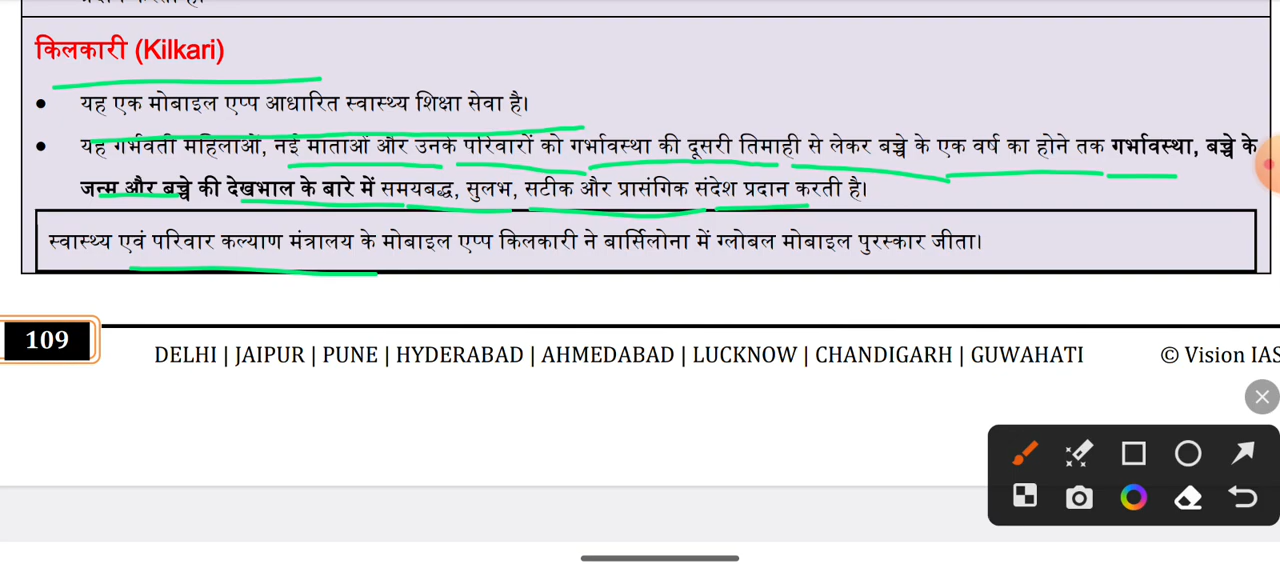 प्रदान करती है।
किलकारी (Kilkari)
● यह एक मोबाइल एप्प आधारित स्वास्थ्य शिक्षा सेवा है।
● यह गर्भवती महिलाओं, नई माताओं और उनके परिवारों को गर्भावस्था की दूसरी तिमाही से लेकर बच्चे के एक वर्ष का होने तक गर्भावस्था, बच्चे के
जन्म और बच्चे की देखभाल के बारे में समयबद्ध, सुलभ, सटीक और प्रासंगिक संदेश प्रदान करती है।
स्वास्थ्य एवं परिवार कल्याण मंत्रालय के मोबाइल एप्प किलकारी ने बार्सिलोना में ग्लोबल मोबाइल पुरस्कार जीता।
109
DELHI | JAIPUR | PUNE | HYDERABAD | AHMEDABAD | LUCKNOW | CHANDIGARH | GUWAHATI © Vision IAS